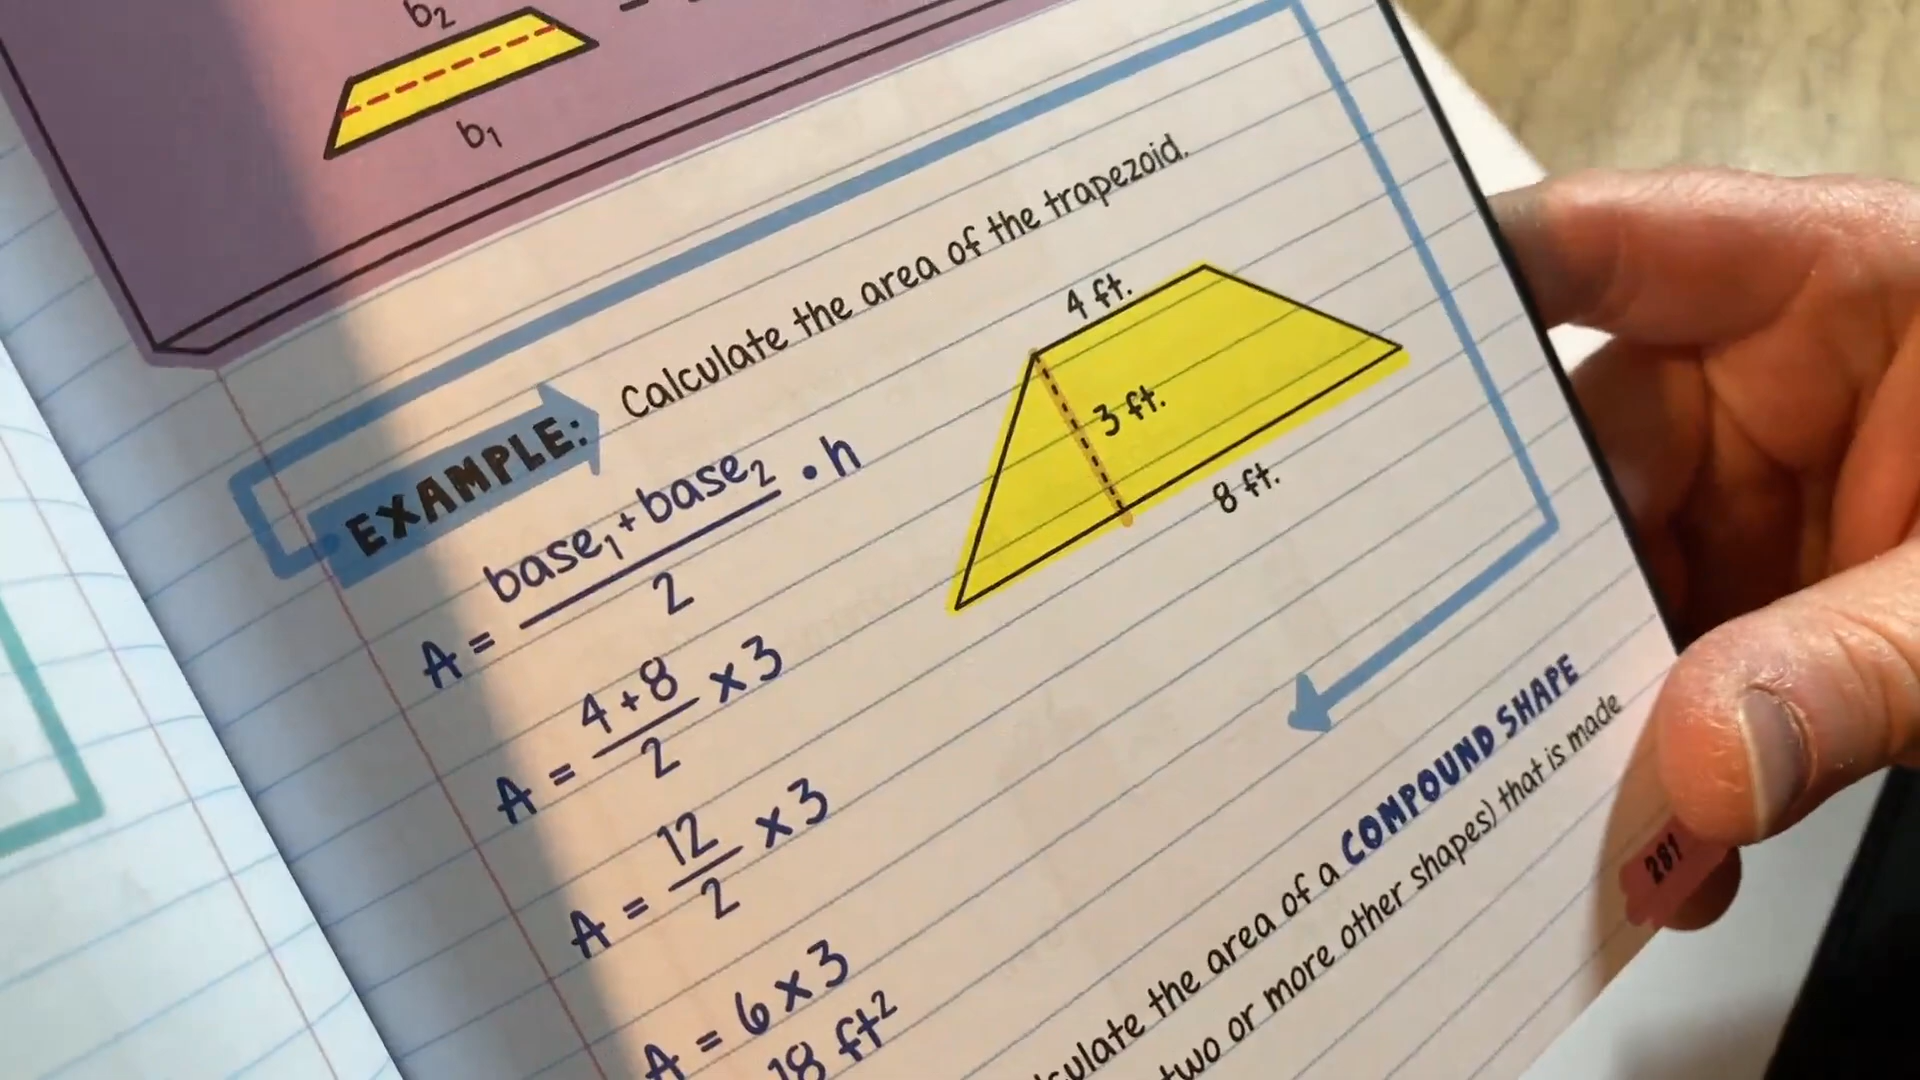 b2
b1
EXAMPLE: Calculate the area of the trapezoid.
4 ft.
3 ft.
8 ft.
A = base1 + base2 / 2 • h
A = 4 + 8 / 2 x 3
A = 12 / 2 x 3
A = 6 x 3
18 ft²
the area of a COMPOUND SHAPE
two or more other shapes) that is made
281